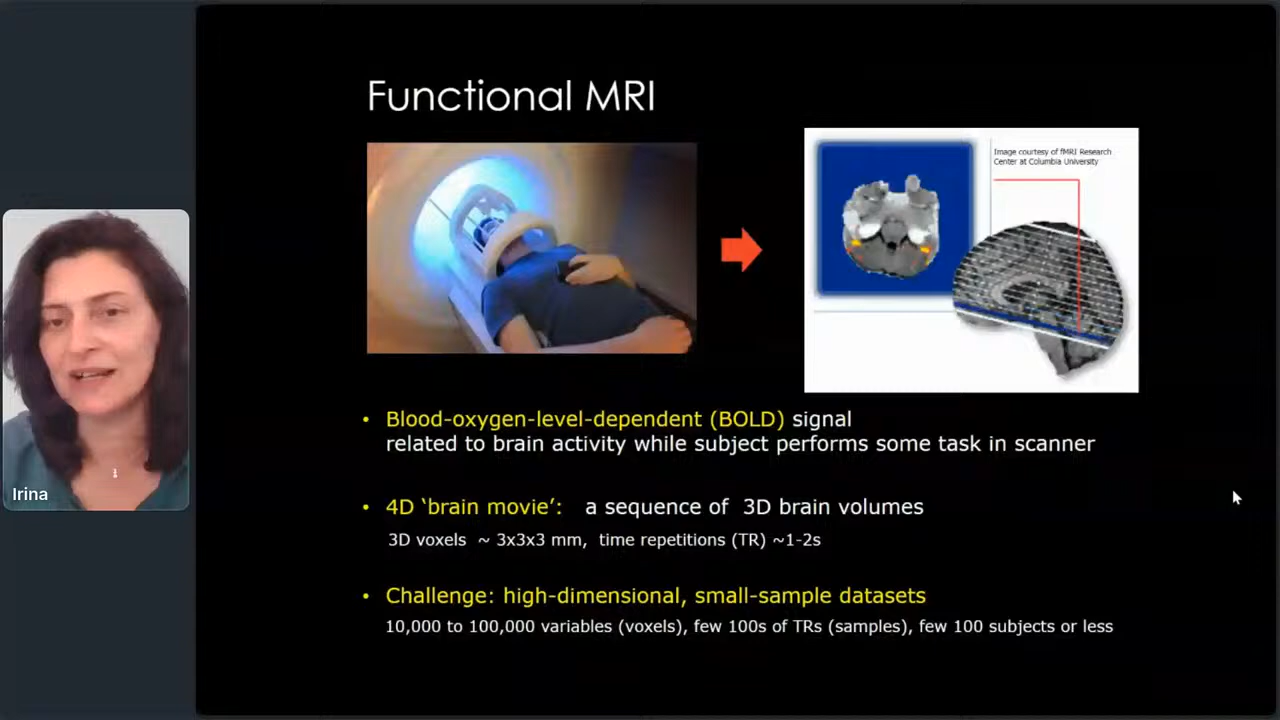 Functional MRI
Image courtesy of fMRI Research
Center at Columbia University
• Blood-oxygen-level-dependent (BOLD) signal
related to brain activity while subject performs some task in scanner
Irina
• 4D ‘brain movie’: a sequence of 3D brain volumes
3D voxels ~ 3x3x3 mm, time repetitions (TR) ~1-2s
• Challenge: high-dimensional, small-sample datasets
10,000 to 100,000 variables (voxels), few 100s of TRs (samples), few 100 subjects or less